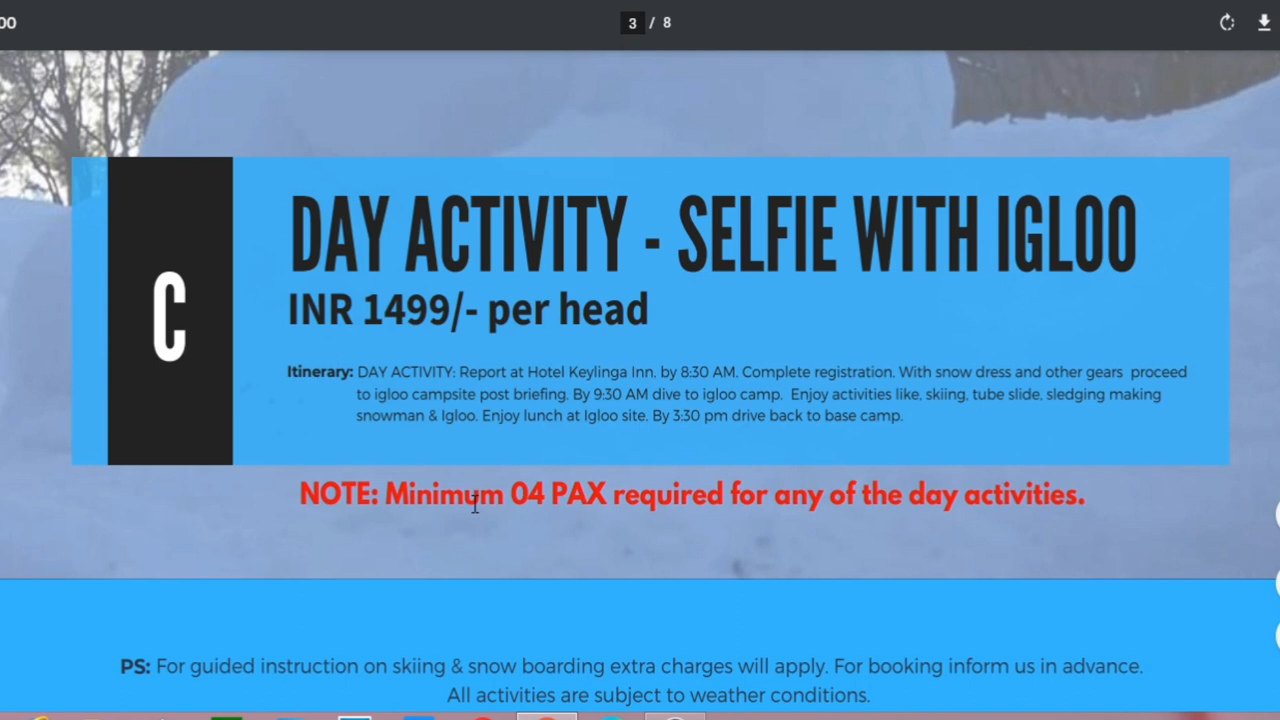 00
3 / 8
C
DAY ACTIVITY - SELFIE WITH IGLOO
INR 1499/- per head
Itinerary: DAY ACTIVITY: Report at Hotel Keylinga Inn. by 8:30 AM. Complete registration. With snow dress and other gears proceed
to igloo campsite post briefing. By 9:30 AM dive to igloo camp. Enjoy activities like, skiing, tube slide, sledging making
snowman & Igloo. Enjoy lunch at Igloo site. By 3:30 pm drive back to base camp.
NOTE: Minimum 04 PAX required for any of the day activities.
PS: For guided instruction on skiing & snow boarding extra charges will apply. For booking inform us in advance.
All activities are subject to weather conditions.